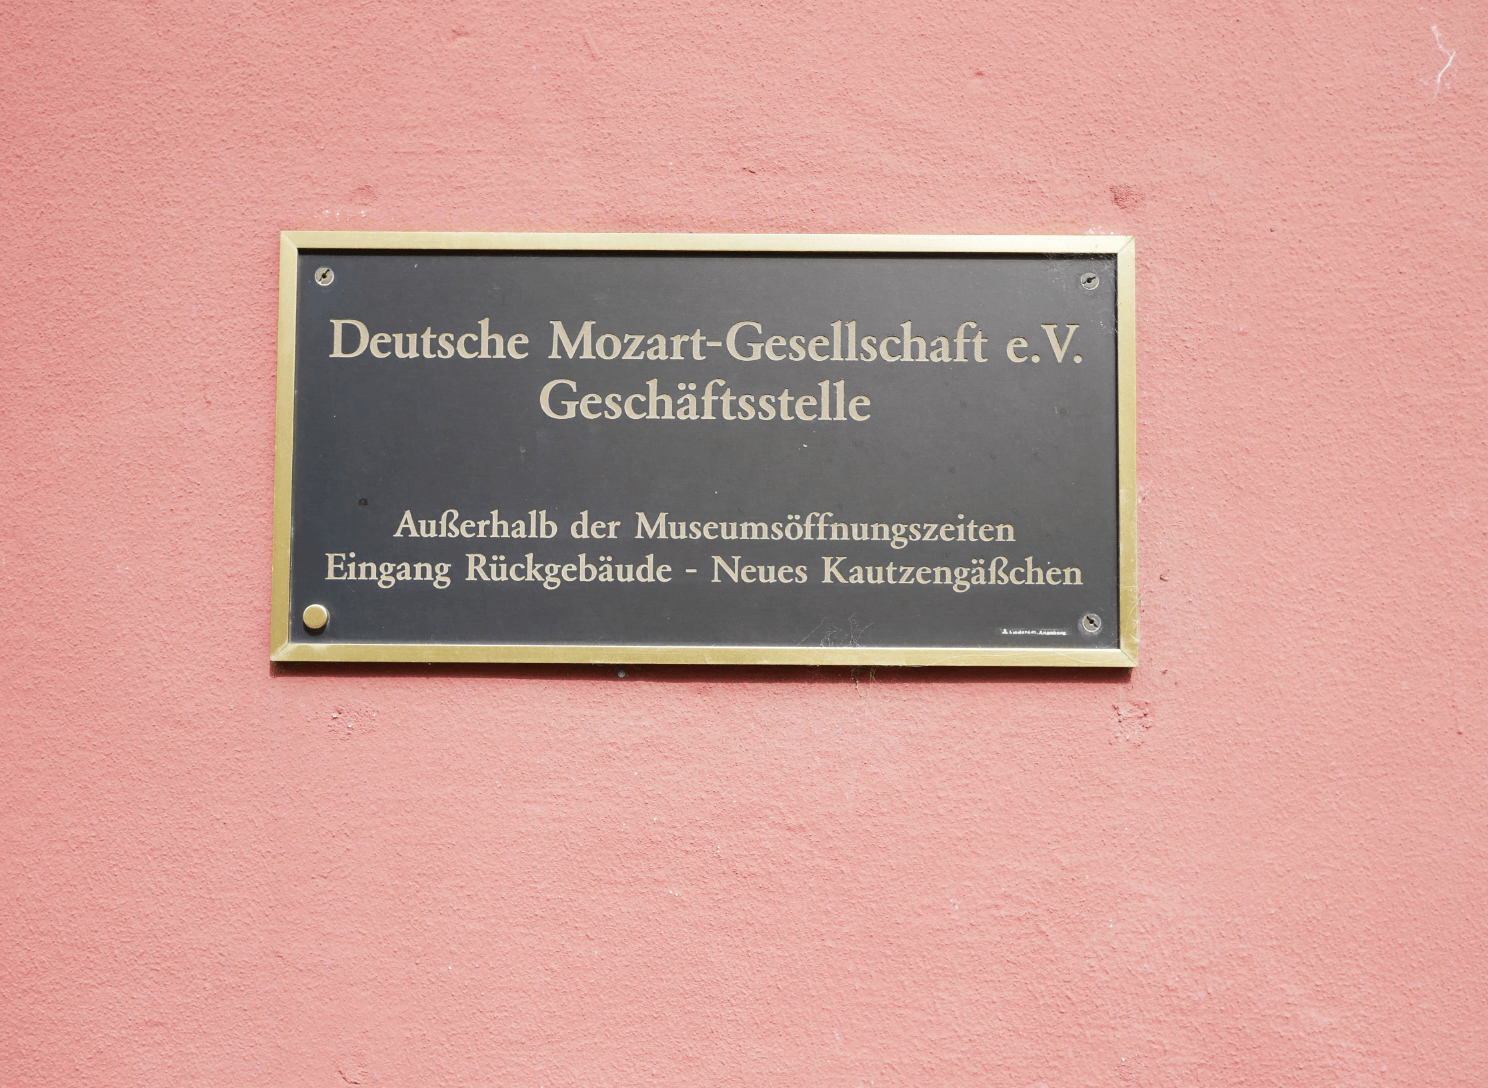 Deutsche Mozart-Gesellschaft e.V.
Geschäftsstelle
Außerhalb der Museumsöffnungszeiten
Eingang Rückgebäude - Neues Kautzengäßchen